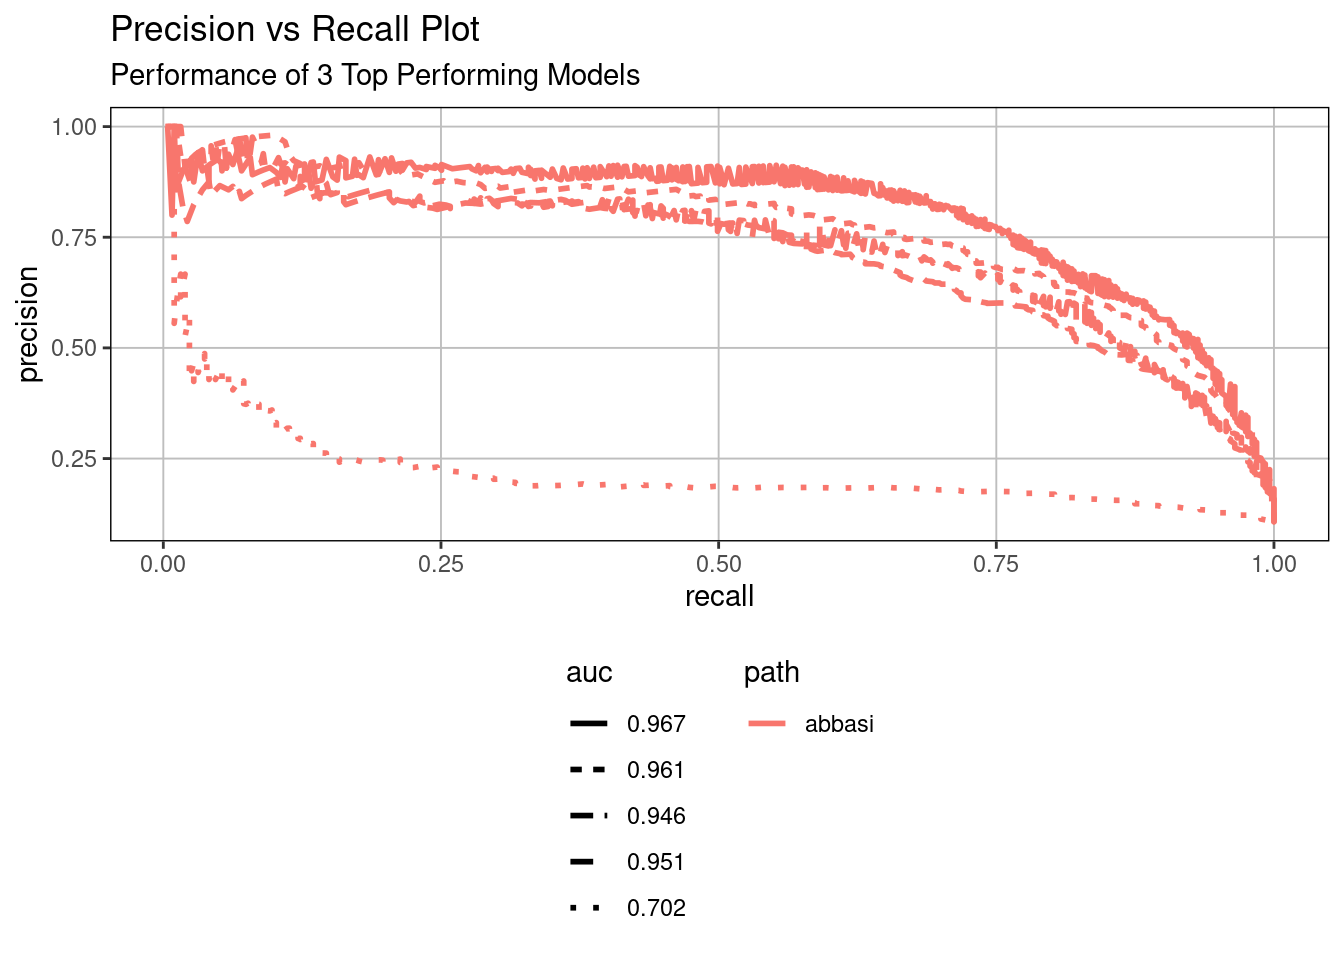 Precision vs Recall Plot
Performance of 3 Top Performing Models
precision
1.00
0.75
0.50
0.25
0.00 0.25 0.50 0.75 1.00
recall
auc path
0.967 abbasi
0.961
0.946
0.951
0.702